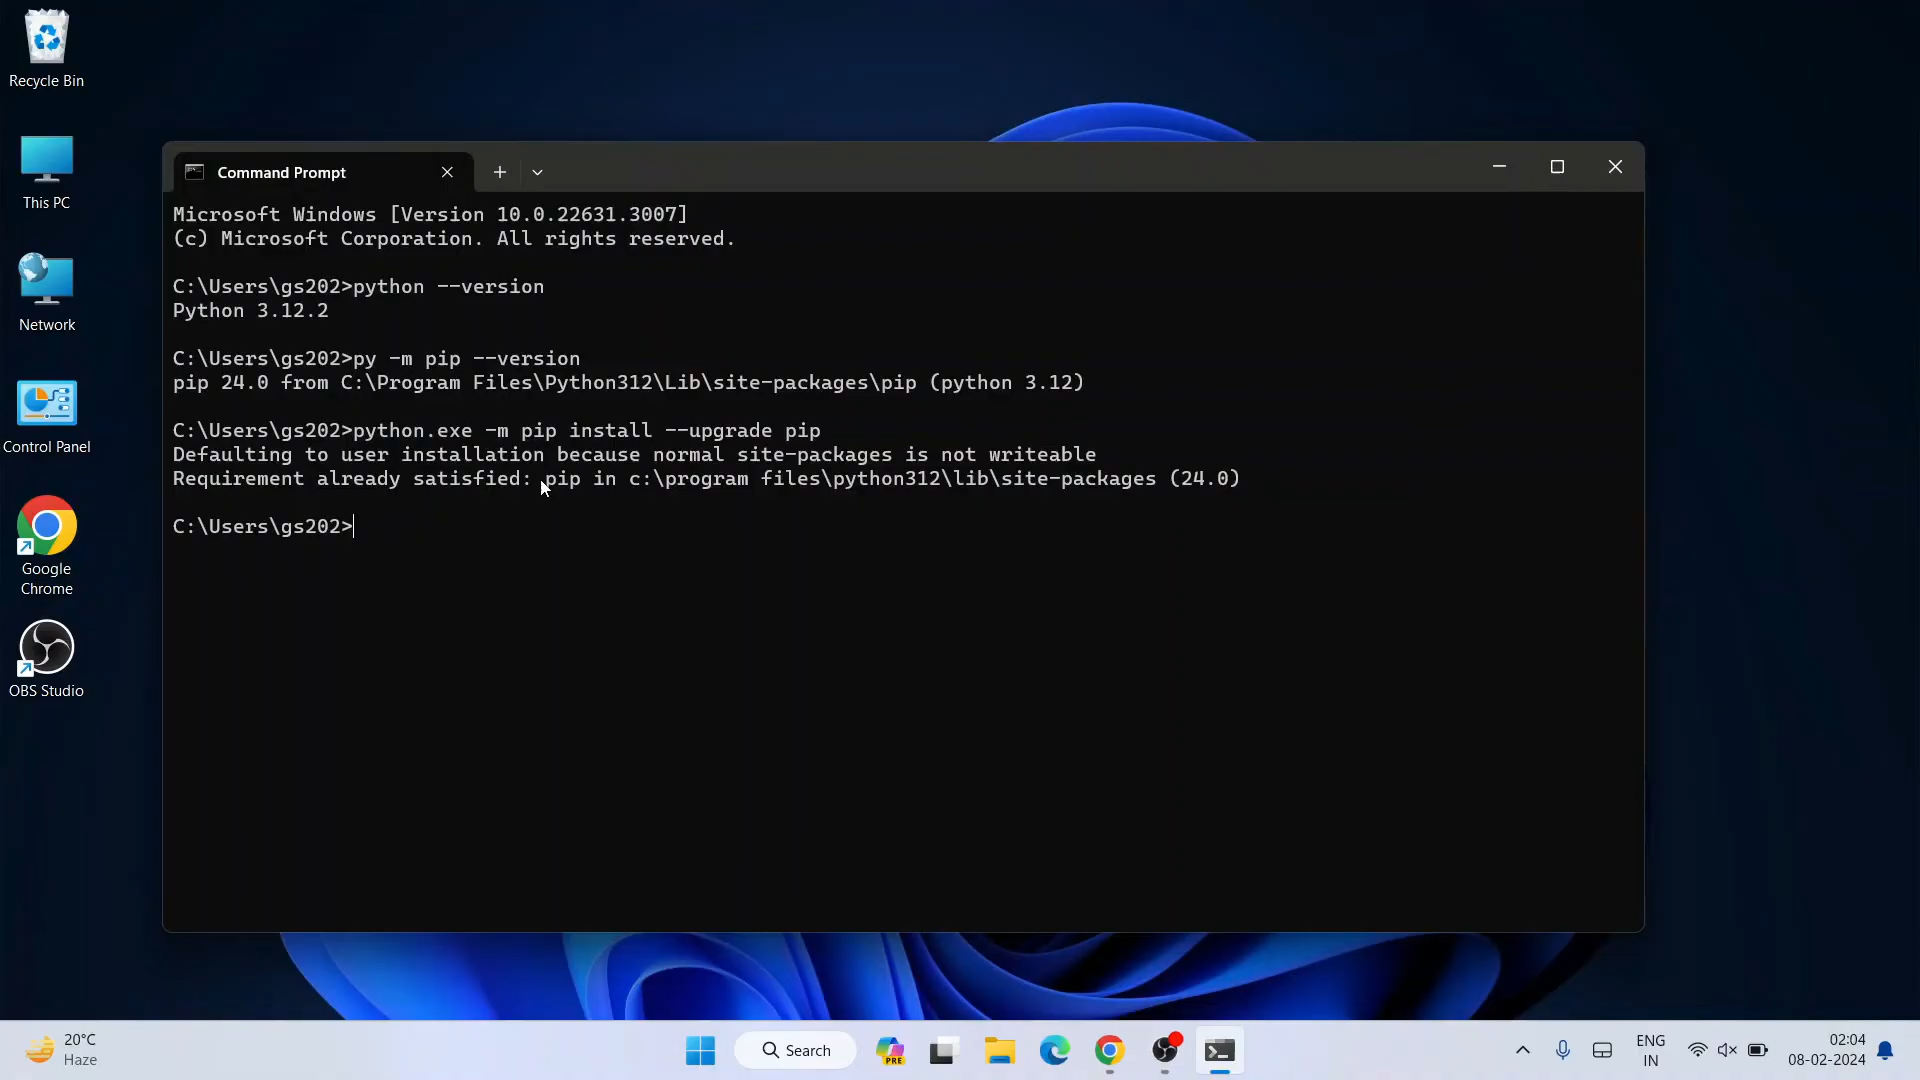 Recycle Bin
This PC
Network
Control Panel
Google
Chrome
OBS Studio
Command Prompt
Microsoft Windows [Version 10.0.22631.3007]
(c) Microsoft Corporation. All rights reserved.
C:\Users\gs202>python --version
Python 3.12.2
C:\Users\gs202>py -m pip --version
pip 24.0 from C:\Program Files\Python312\Lib\site-packages\pip (python 3.12)
C:\Users\gs202>python.exe -m pip install --upgrade pip
Defaulting to user installation because normal site-packages is not writeable
Requirement already satisfied: pip in c:\program files\python312\lib\site-packages (24.0)
C:\Users\gs202>
20°C
Haze
Search
PRE
ENG
IN
02:04
08-02-2024